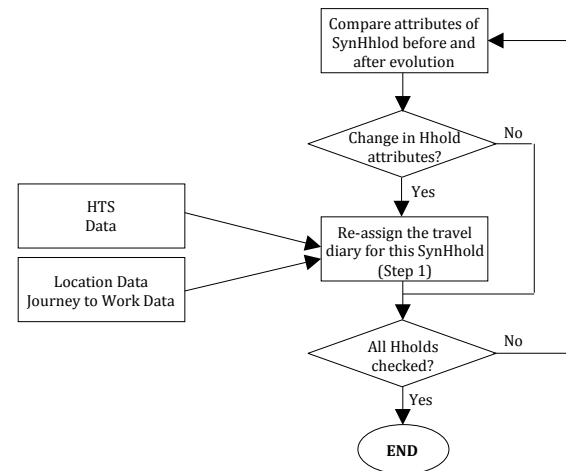 Compare attributes of
SynHhlod before and
after evolution
Change in Hhold
attributes?
No
Yes
HTS
Data
Re-assign the travel
diary for this SynHhold
(Step 1)
Location Data
Journey to Work Data
All Hholds
checked?
No
Yes
END